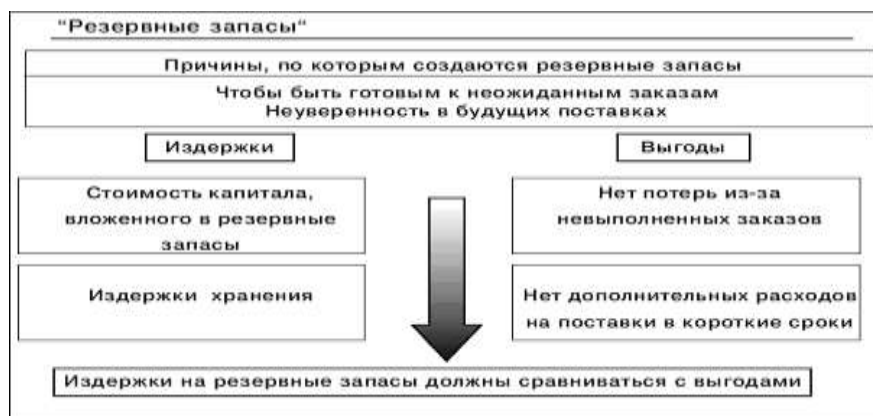 "Резервные запасы"
Причины, по которым создаются резервные запасы
Чтобы быть готовым к неожиданным заказам
Неуверенность в будущих поставках
Издержки
Выгоды
Стоимость капитала,
вложенного в резервные
запасы
Нет потерь из-за
невыполненных заказов
Издержки хранения
Нет дополнительных расходов
на поставки в короткие сроки
Издержки на резервные запасы должны сравниваться с выгодами